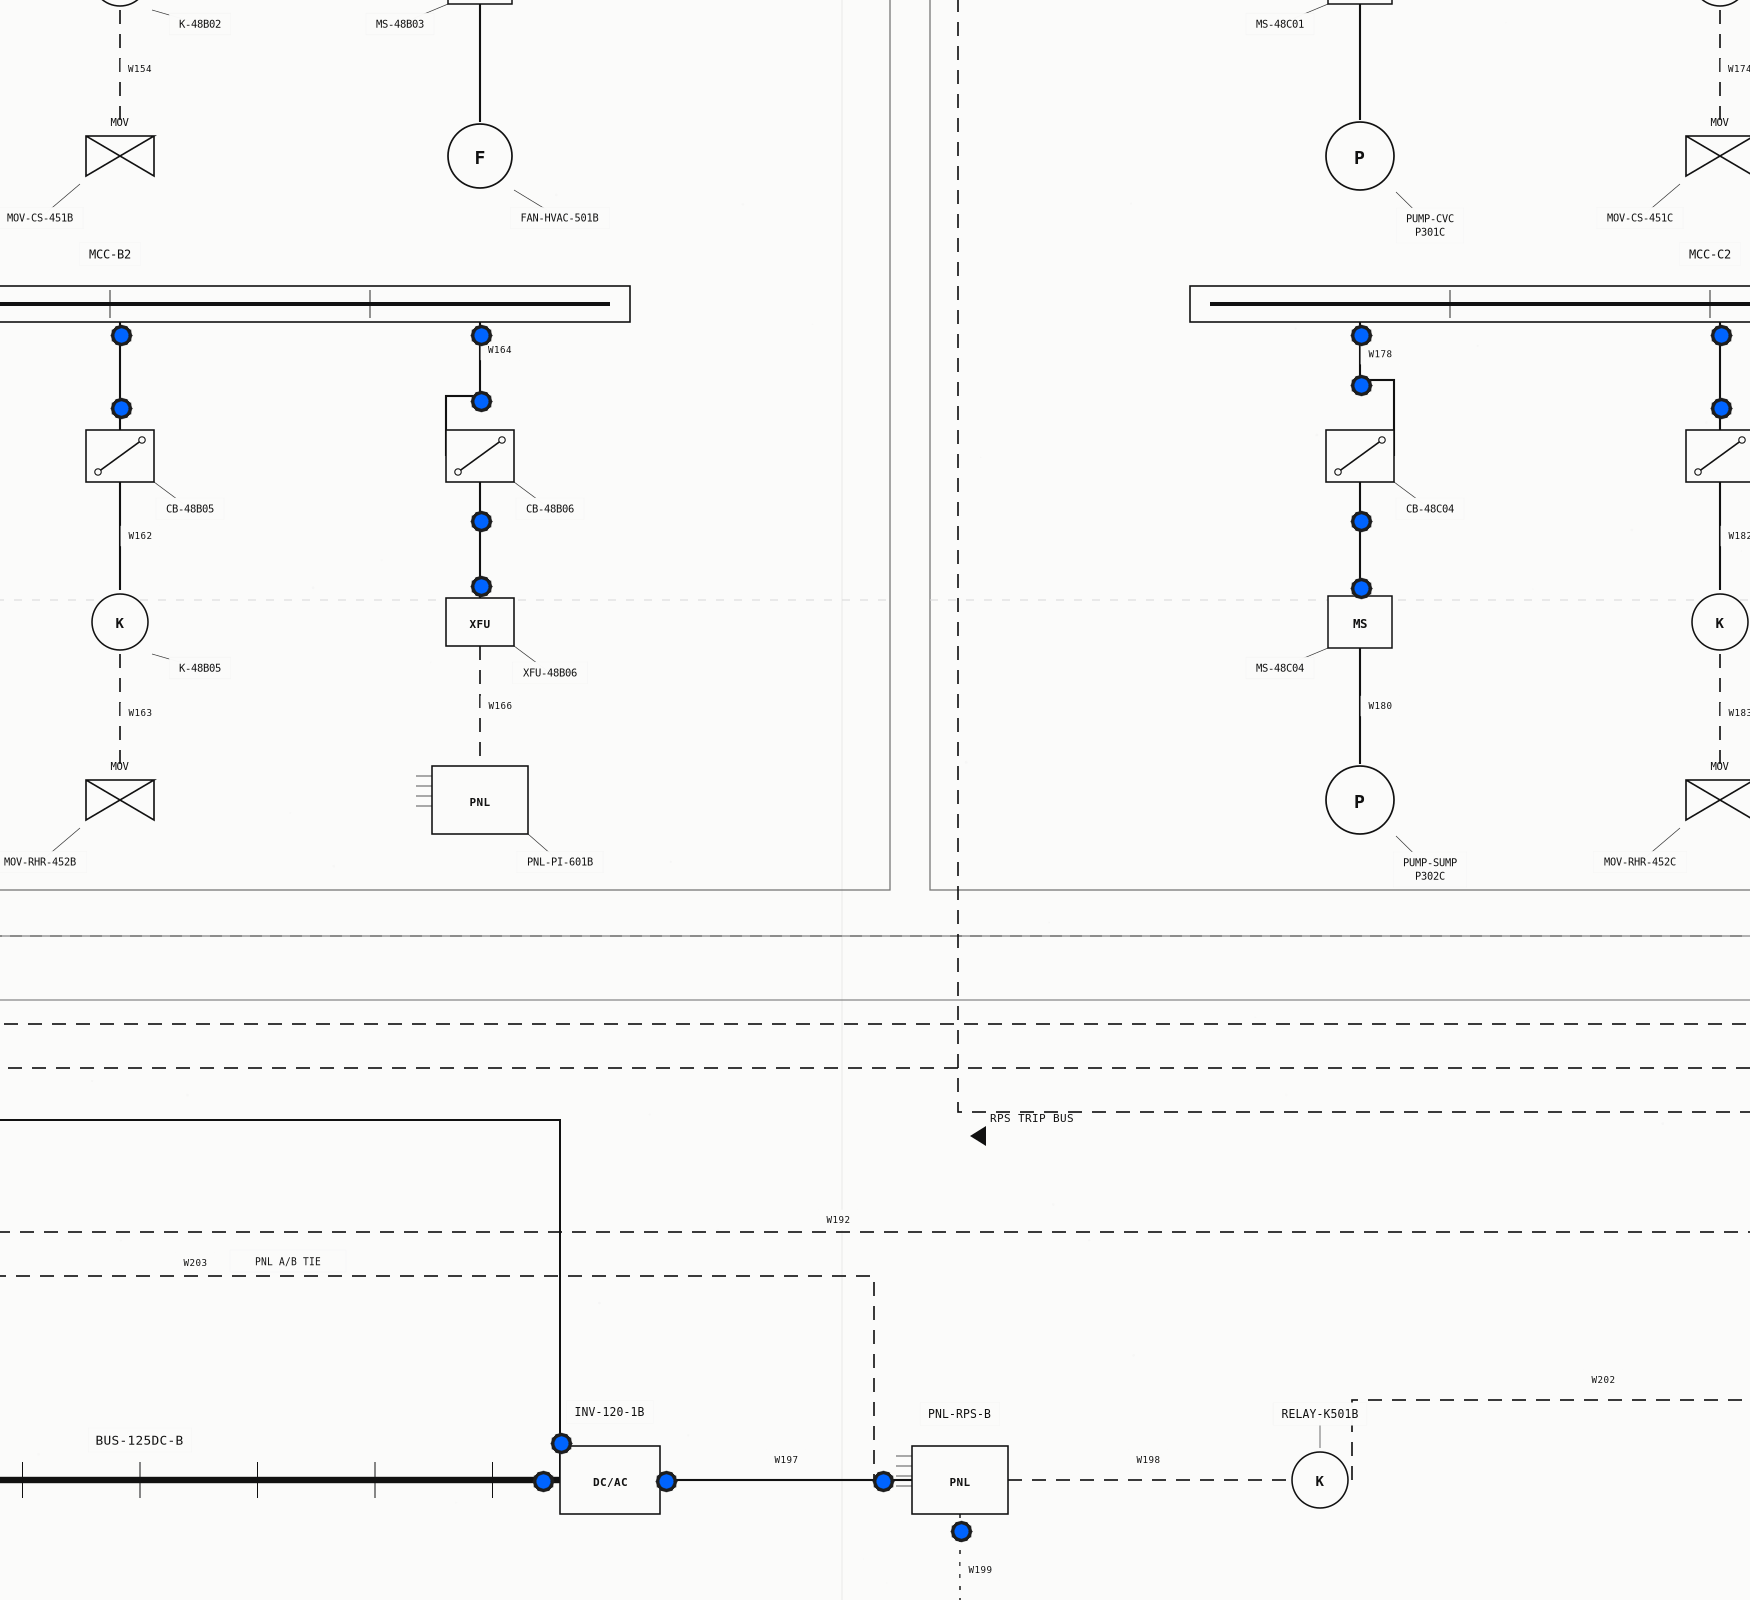 K-48B02
MS-48B03
MS-48C01
W154
W174
MOV
MOV
F
P
MOV-CS-451B
FAN-HVAC-501B
PUMP-CVC
P301C
MOV-CS-451C
MCC-B2
MCC-C2
W164
W178
CB-48B05
CB-48B06
CB-48C04
W162
W182
K
XFU
MS
K
K-48B05
XFU-48B06
MS-48C04
W163
W166
W180
W183
MOV
MOV
PNL
P
MOV-RHR-452B
PNL-PI-601B
PUMP-SUMP
P302C
MOV-RHR-452C
RPS TRIP BUS
W192
W203
PNL A/B TIE
W202
INV-120-1B
PNL-RPS-B
RELAY-K501B
BUS-125DC-B
W197
W198
DC/AC
PNL
K
W199